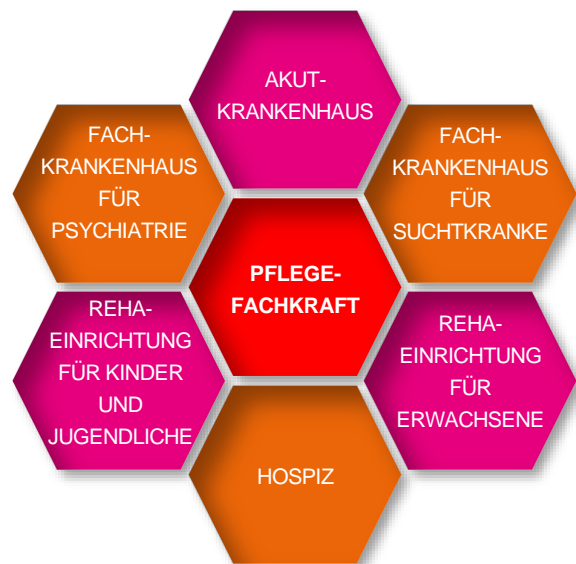 AKUT-
KRANKENHAUS
FACH-
KRANKENHAUS
FÜR
PSYCHIATRIE
FACH-
KRANKENHAUS
FÜR
SUCHTKRANKE
PFLEGE-
FACHKRAFT
REHA-
EINRICHTUNG
FÜR KINDER
UND
JUGENDLICHE
REHA-
EINRICHTUNG
FÜR
ERWACHSENE
HOSPIZ